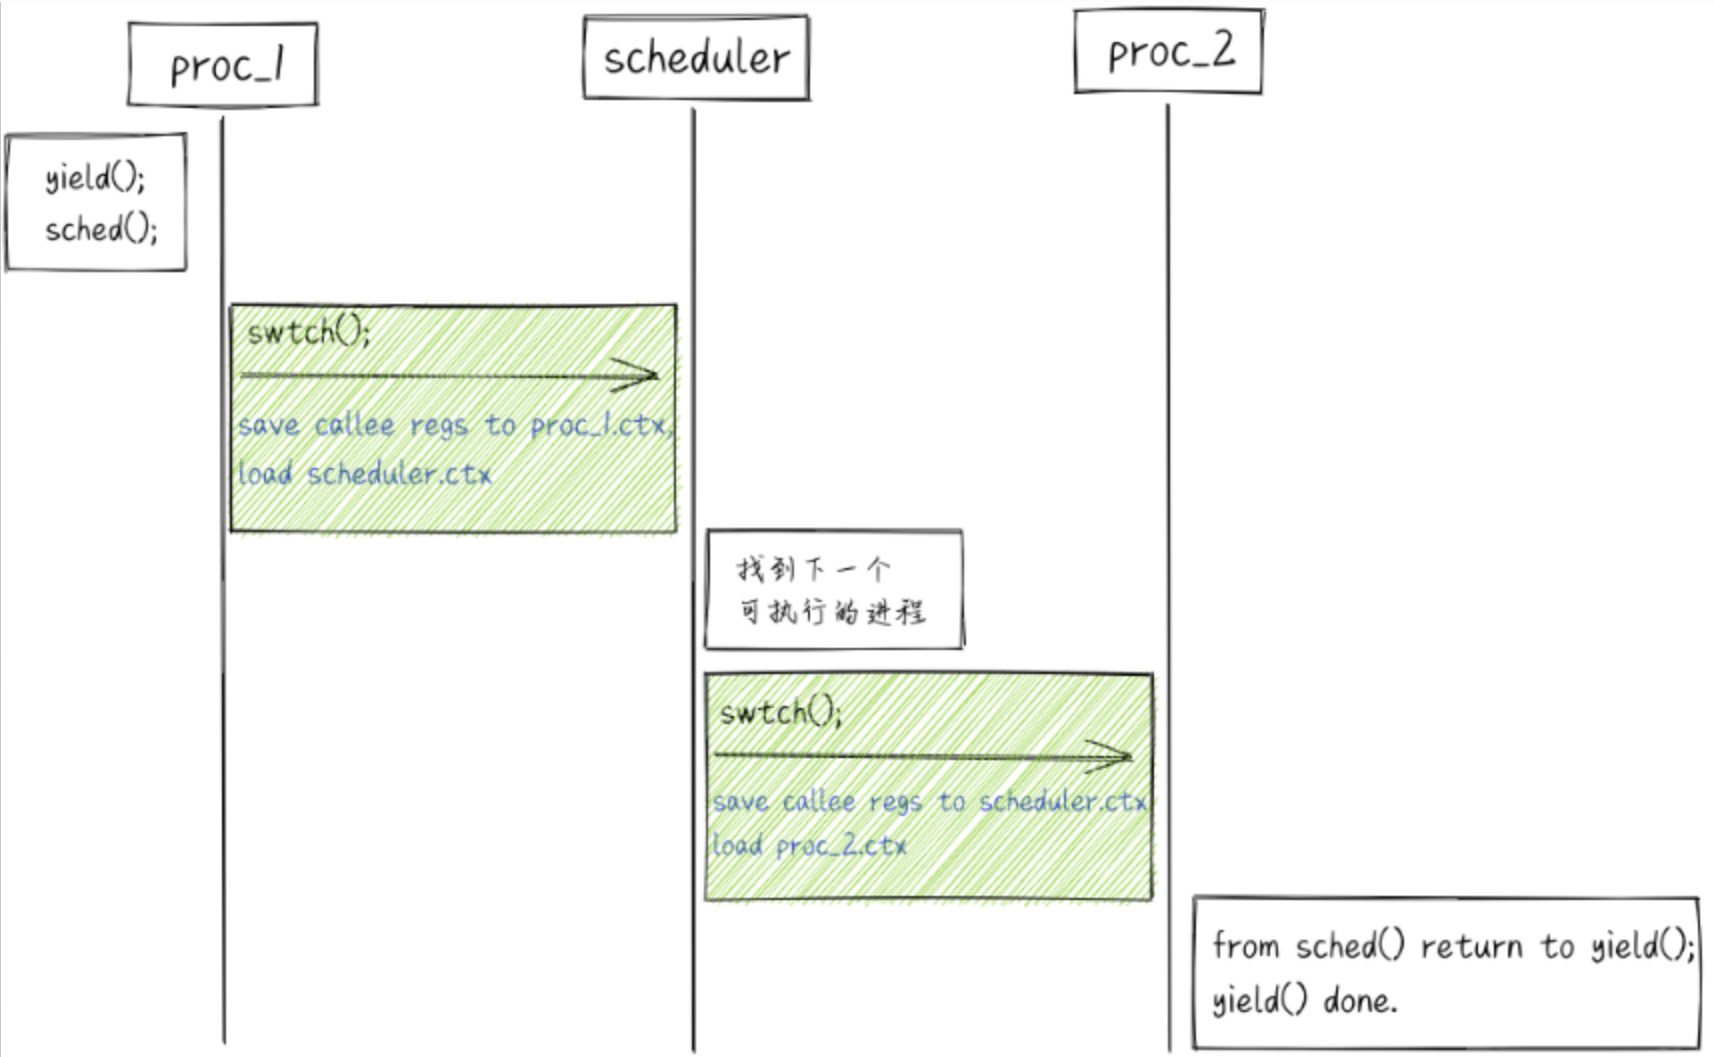 proc_1
scheduler
proc_2
yield();
sched();
swtch();
save callee regs to proc_1.ctx,
load scheduler.ctx
找到下一个
可执行的进程
swtch();
save callee regs to scheduler.ctx
load proc_2.ctx
from sched() return to yield();
yield() done.